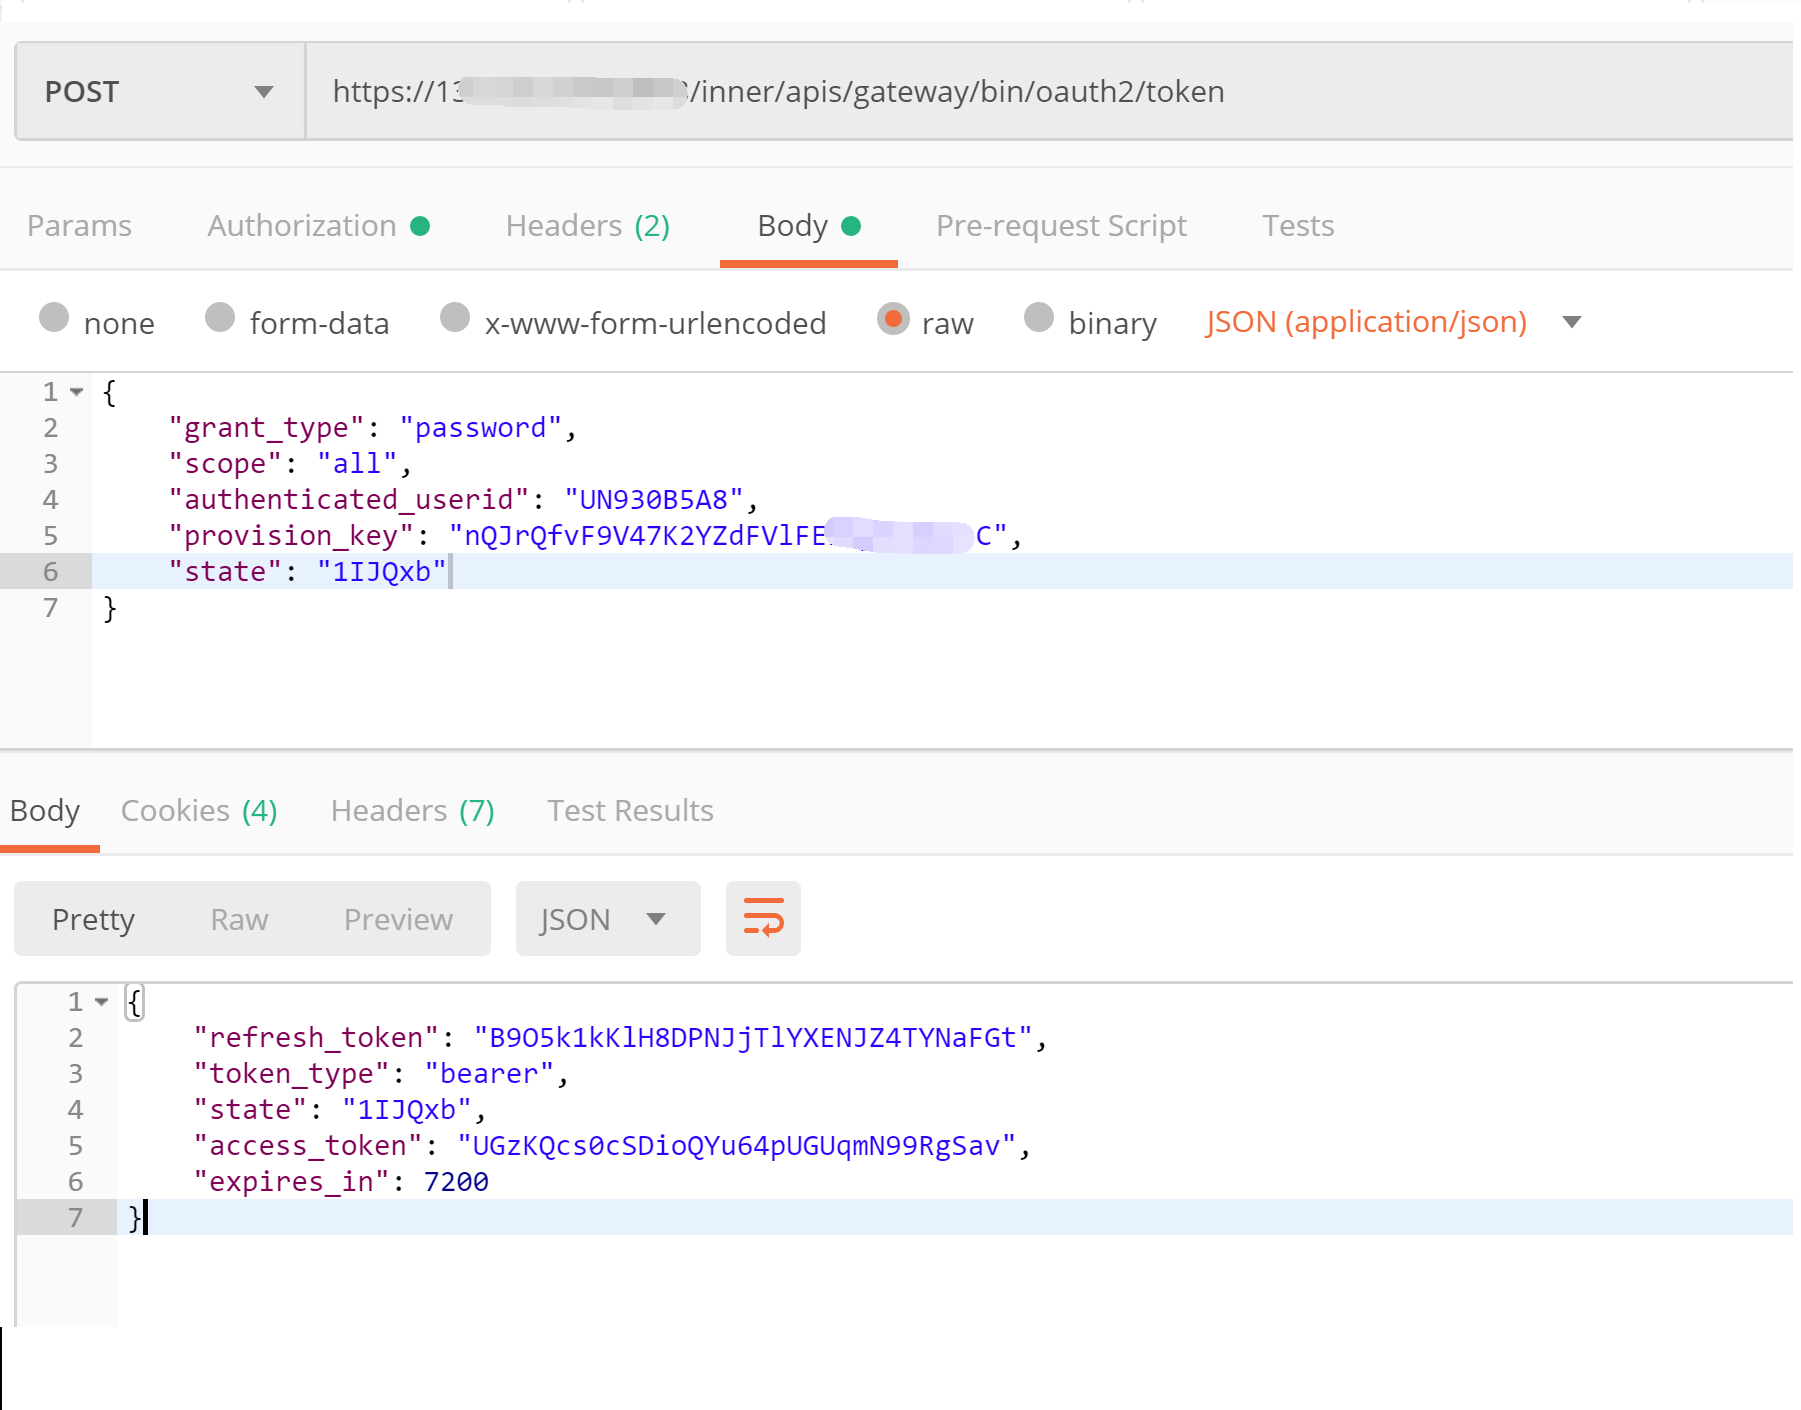 POST https://13 /inner/apis/gateway/bin/oauth2/token
Params Authorization Headers (2) Body Pre-request Script Tests
none form-data x-www-form-urlencoded raw binary JSON (application/json)
1 {
2 "grant_type": "password",
3 "scope": "all",
4 "authenticated_userid": "UN930B5A8",
5 "provision_key": "nQJrQfvF9V47K2YZdFVlFE C",
6 "state": "1IJQxb"
7 }
Body Cookies (4) Headers (7) Test Results
Pretty Raw Preview JSON
1 {
2 "refresh_token": "B9O5k1kKlH8DPNJjTlYXENJZ4TYNaFGt",
3 "token_type": "bearer",
4 "state": "1IJQxb",
5 "access_token": "UGzKQcs0cSDioQYu64pUGUqmN99RgSav",
6 "expires_in": 7200
7 }